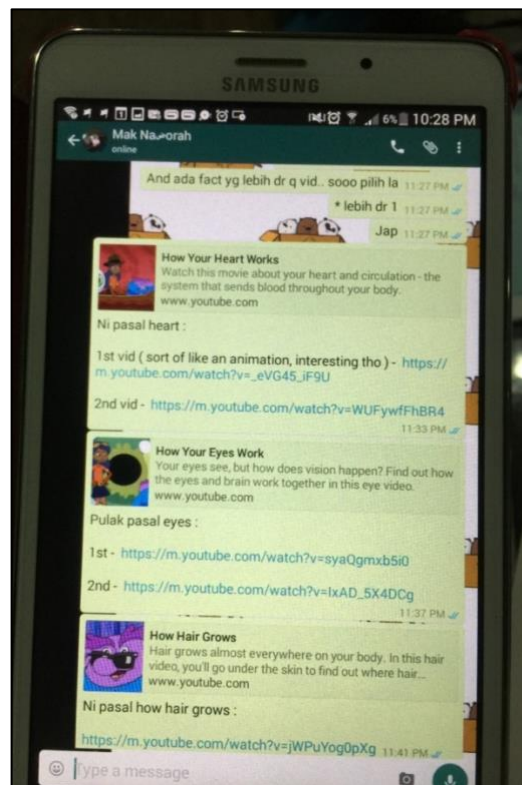 SAMSUNG
6% 10:28 PM
Mak Na
orah
online
And ada fact yg lebih dr q vid.. sooo pilih la 11:27 PM
* lebih dr 1 11:27 PM
Jap 11:27 PM
How Your Heart Works
Watch this movie about your heart and circulation - the
system that sends blood throughout your body.
www.youtube.com
Ni pasal heart :
1st vid ( sort of like an animation, interesting tho ) - https://
m.youtube.com/watch?v=_eVG45_iF9U
2nd vid - https://m.youtube.com/watch?v=WUFywfFhBR4
11:33 PM
How Your Eyes Work
Your eyes see, but how does vision happen? Find out how
the eyes and brain work together in this eye video.
www.youtube.com
Pulak pasal eyes :
1st - https://m.youtube.com/watch?v=syaQgmxb5i0
2nd - https://m.youtube.com/watch?v=IxAD_5X4DCg
11:37 PM
How Hair Grows
Hair grows almost everywhere on your body. In this hair
video, you'll go under the skin to find out where hair...
www.youtube.com
Ni pasal how hair grows :
https://m.youtube.com/watch?v=jWPuYog0pXg 11:41 PM
Type a message